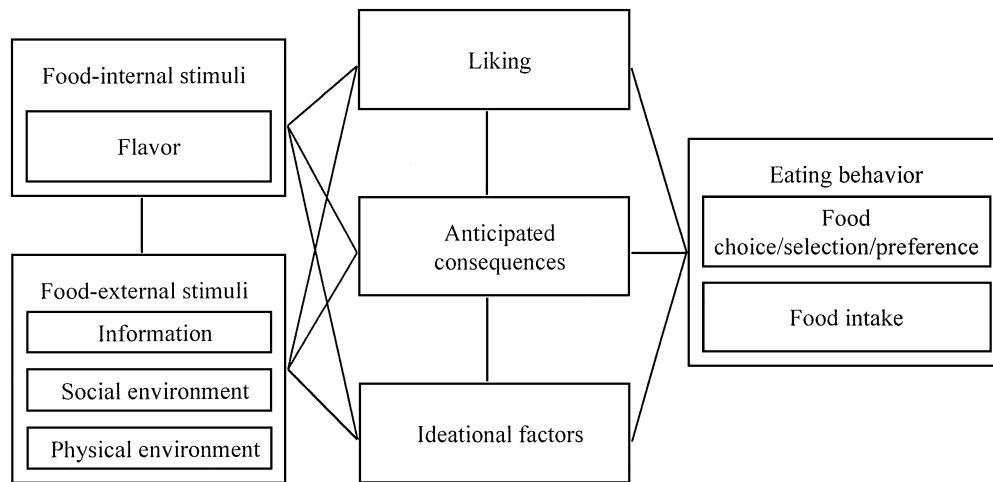 Food-internal stimuli
Flavor
Food-external stimuli
Information
Social environment
Physical environment
Liking
Anticipated
consequences
Ideational factors
Eating behavior
Food
choice/selection/preference
Food intake